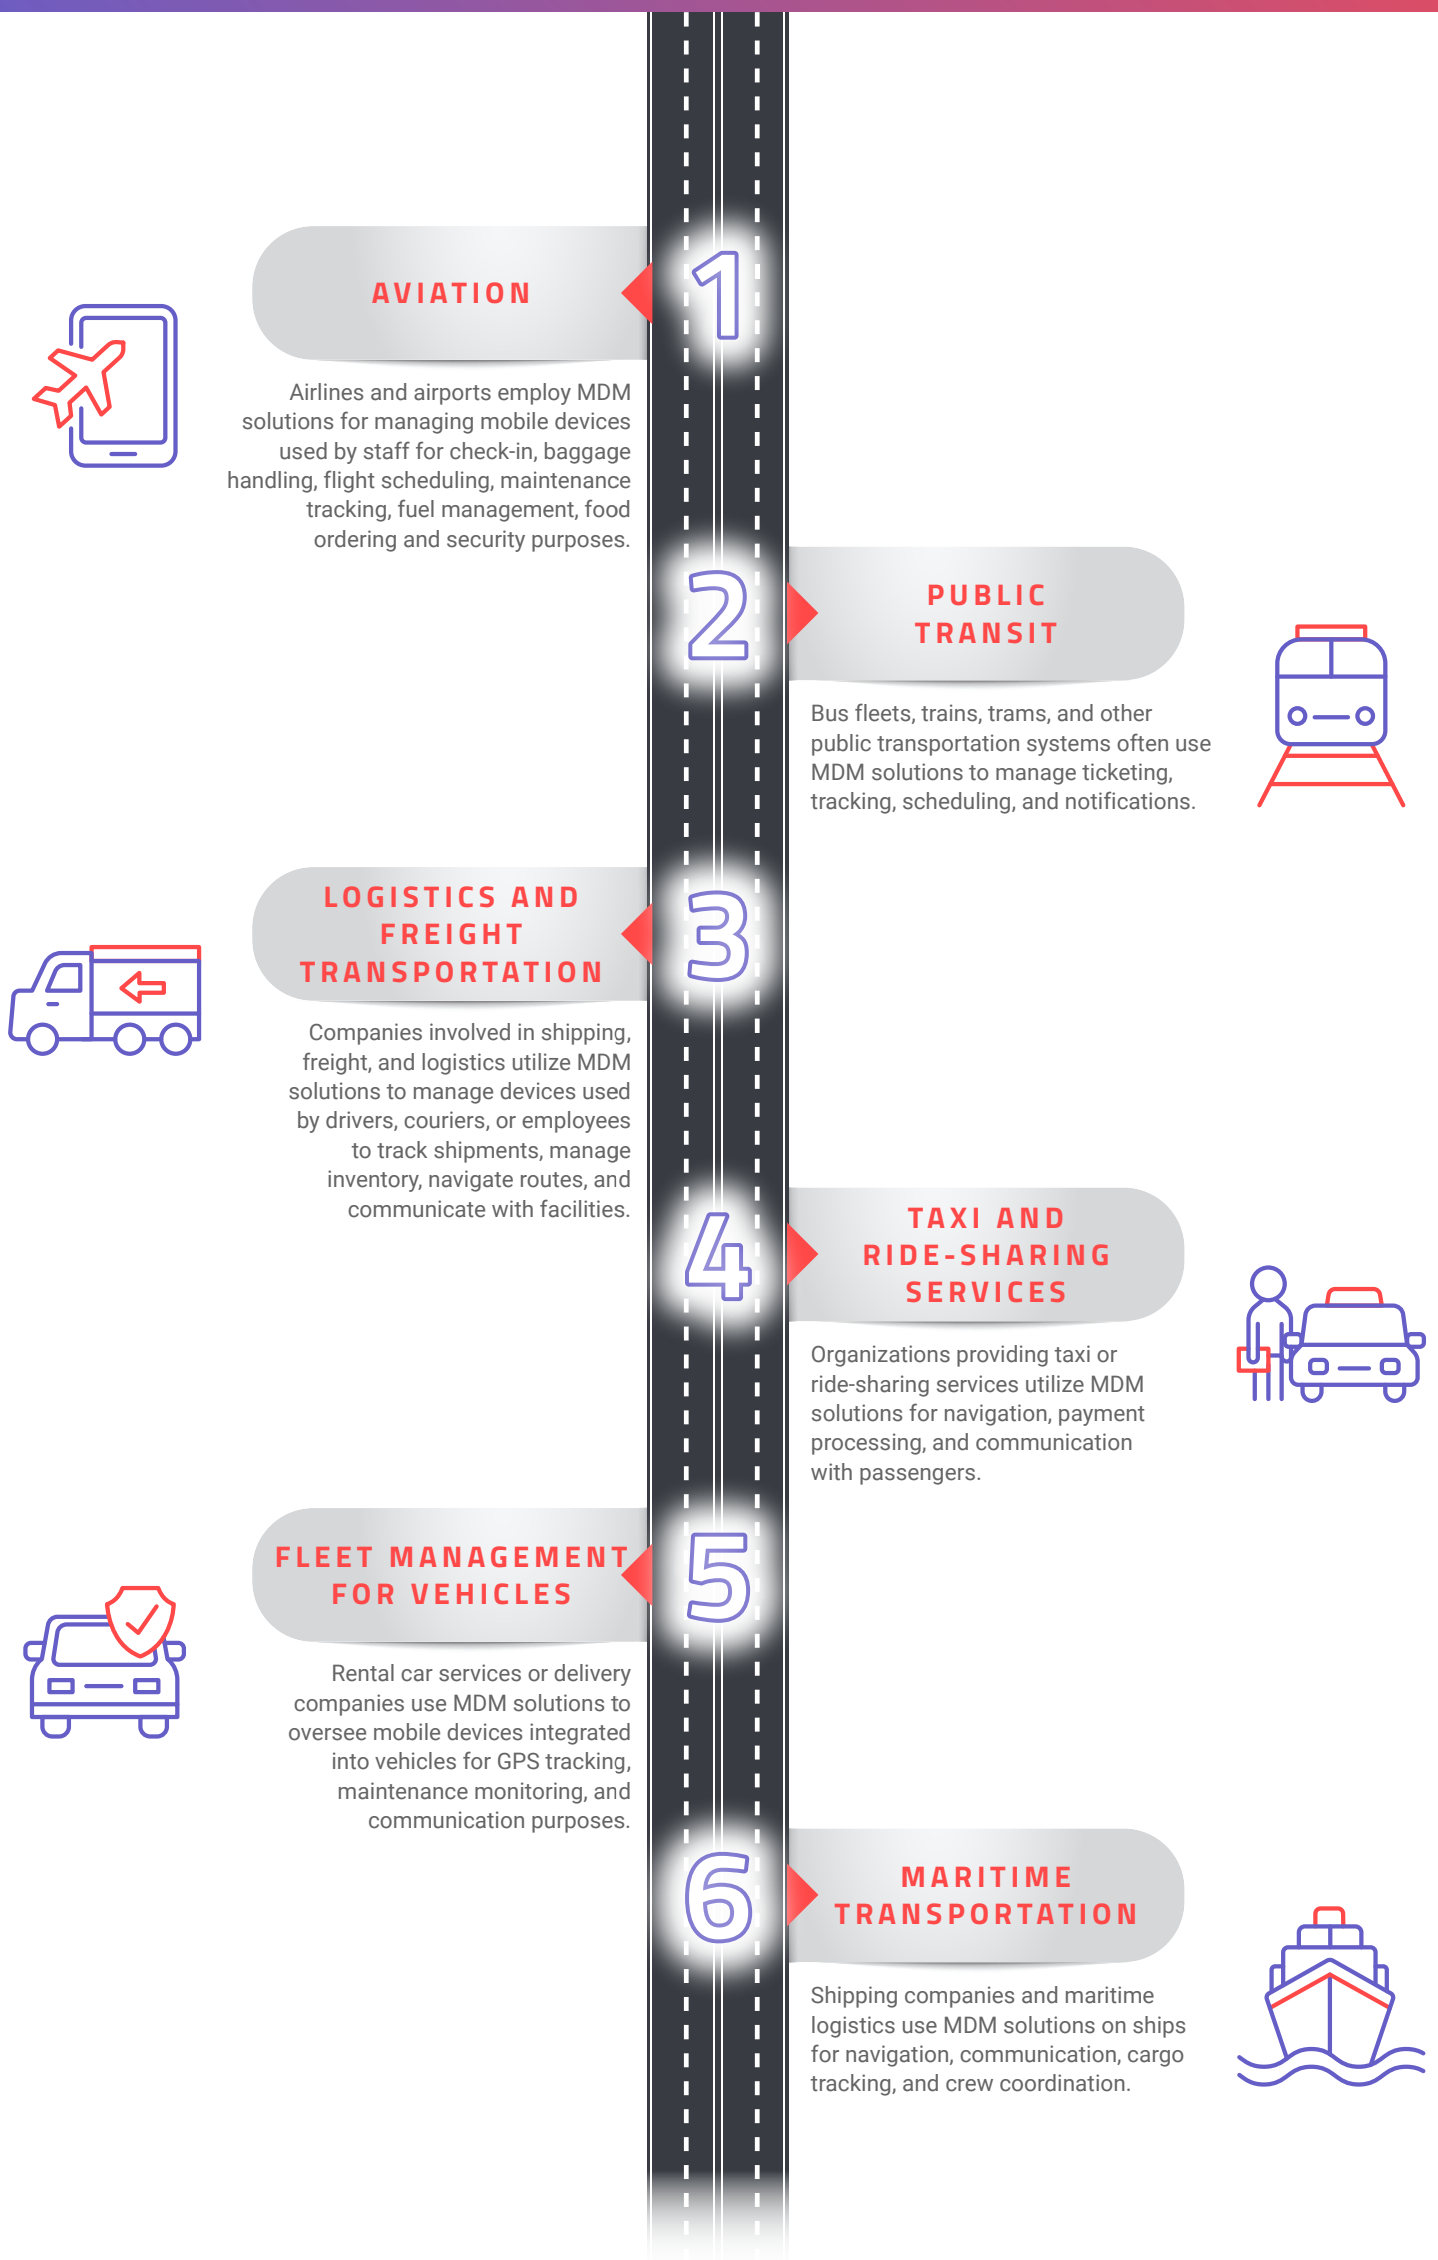 1
AVIATION
Airlines and airports employ MDM
solutions for managing mobile devices
used by staff for check-in, baggage
handling, flight scheduling, maintenance
tracking, fuel management, food
ordering and security purposes.
2
PUBLIC
TRANSIT
Bus fleets, trains, trams, and other
public transportation systems often use
MDM solutions to manage ticketing,
tracking, scheduling, and notifications.
3
LOGISTICS AND
FREIGHT
TRANSPORTATION
Companies involved in shipping,
freight, and logistics utilize MDM
solutions to manage devices used
by drivers, couriers, or employees
to track shipments, manage
inventory, navigate routes, and
communicate with facilities.
4
TAXI AND
RIDE-SHARING
SERVICES
Organizations providing taxi or
ride-sharing services utilize MDM
solutions for navigation, payment
processing, and communication
with passengers.
5
FLEET MANAGEMENT
FOR VEHICLES
Rental car services or delivery
companies use MDM solutions to
oversee mobile devices integrated
into vehicles for GPS tracking,
maintenance monitoring, and
communication purposes.
6
MARITIME
TRANSPORTATION
Shipping companies and maritime
logistics use MDM solutions on ships
for navigation, communication, cargo
tracking, and crew coordination.